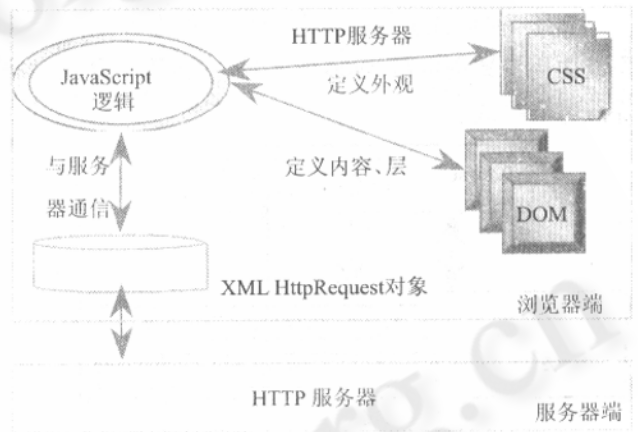 HTTP服务器
JavaScript
逻辑
CSS
定义外观
与服务
定义内容、层
器通信
DOM
XML HttpRequest对象
浏览器端
HTTP 服务器
服务器端